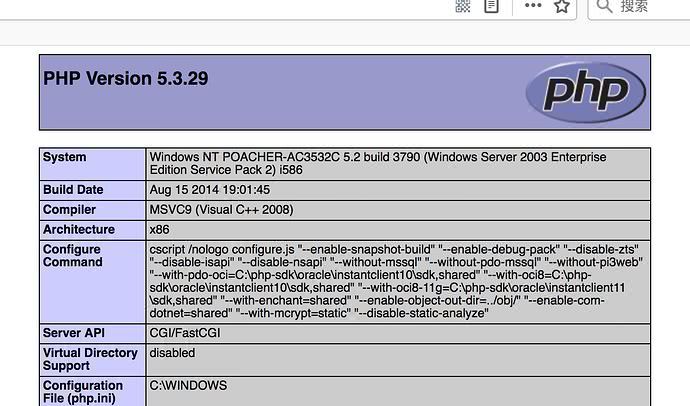 搜索
PHP Version 5.3.29
php
System
Windows NT POACHER-AC3532C 5.2 build 3790 (Windows Server 2003 Enterprise
Edition Service Pack 2) i586
Build Date
Aug 15 2014 19:01:45
Compiler
MSVC9 (Visual C++ 2008)
Architecture
x86
Configure
Command
cscript /nologo configure.js "--enable-snapshot-build" "--enable-debug-pack" "--disable-zts"
"--disable-isapi" "--disable-nsapi" "--without-mssql" "--without-pdo-mssql" "--without-pi3web"
"--with-pdo-oci=C:\php-sdk\oracle\instantclient10\sdk,shared" "--with-oci8=C:\php-
sdk\oracle\instantclient10\sdk,shared" "--with-oci8-11g=C:\php-sdk\oracle\instantclient11
\sdk,shared" "--with-enchant=shared" "--enable-object-out-dir=../obj/" "--enable-com-
dotnet=shared" "--with-mcrypt=static" "--disable-static-analyze"
Server API
CGI/FastCGI
Virtual Directory
Support
disabled
Configuration
File (php.ini)
C:\WINDOWS